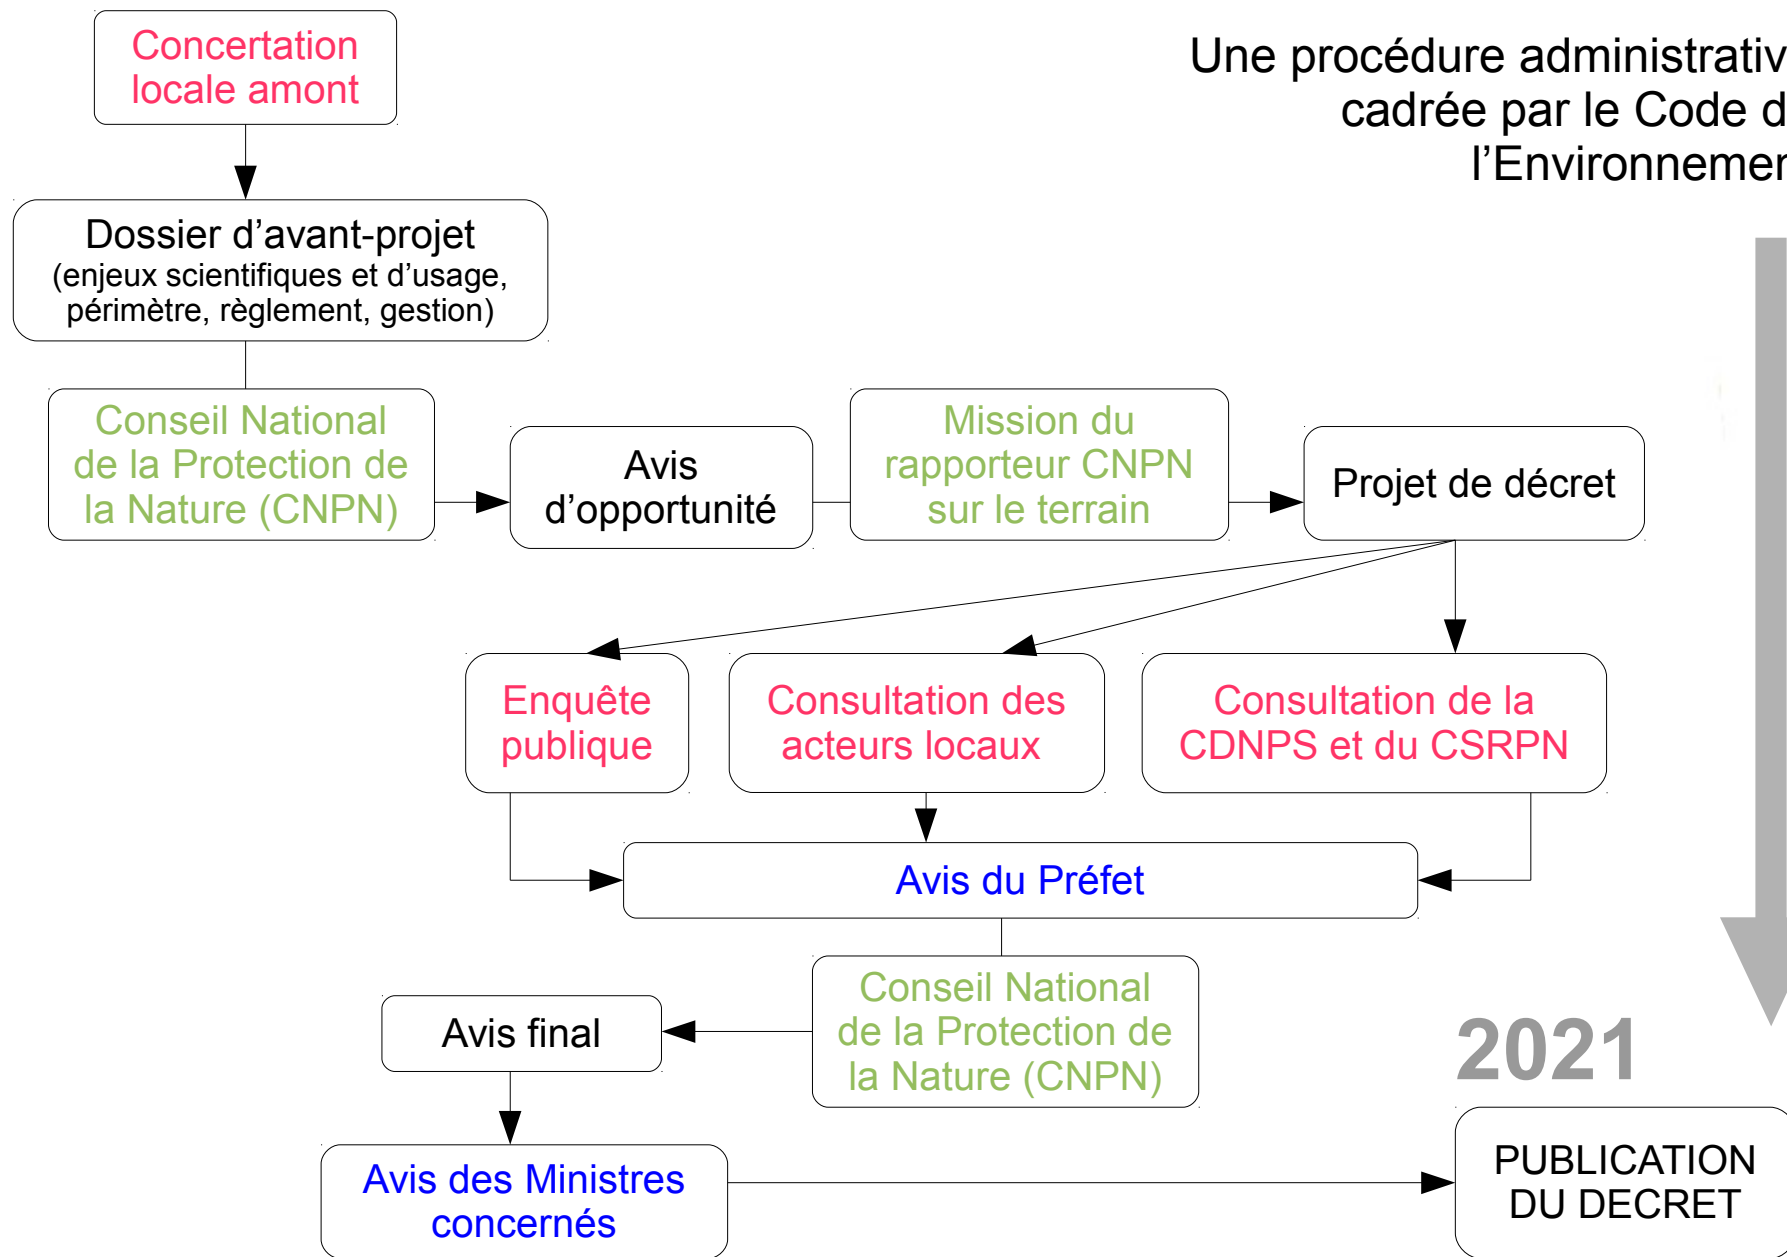 Concertation
locale amont
Une procédure administrativ
cadrée par le Code d
l’Environnemen
Dossier d’avant-projet
(enjeux scientifiques et d’usage,
périmètre, règlement, gestion)
Conseil National
de la Protection de
la Nature (CNPN)
Avis
d’opportunité
Mission du
rapporteur CNPN
sur le terrain
Projet de décret
Enquête
publique
Consultation des
acteurs locaux
Consultation de la
CDNPS et du CSRPN
Avis du Préfet
Conseil National
de la Protection de
la Nature (CNPN)
Avis final
2021
Avis des Ministres
concernés
PUBLICATION
DU DECRET